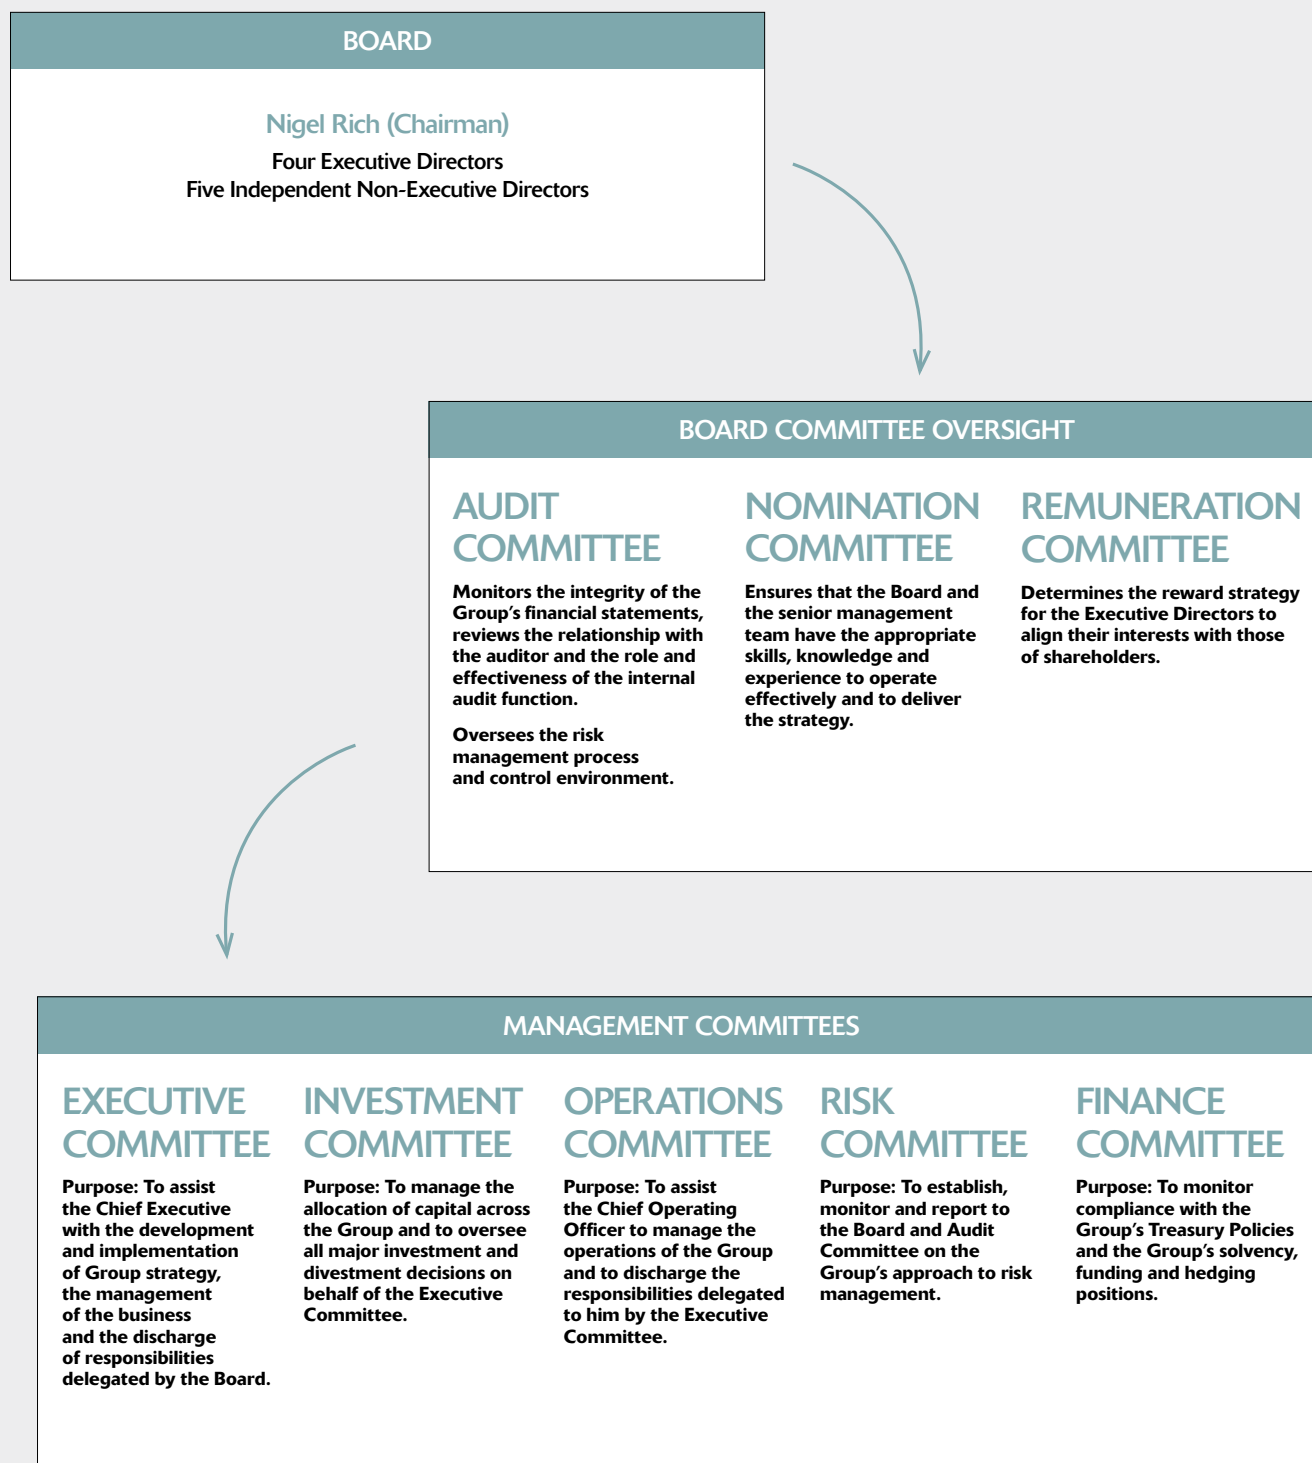 BOARD
Nigel Rich (Chairman)
Four Executive Directors
Five Independent Non-Executive Directors
BOARD COMMITTEE OVERSIGHT
AUDIT
COMMITTEE
Monitors the integrity of the
Group’s financial statements,
reviews the relationship with
the auditor and the role and
effectiveness of the internal
audit function.
Oversees the risk
management process
and control environment.
NOMINATION
COMMITTEE
Ensures that the Board and
the senior management
team have the appropriate
skills, knowledge and
experience to operate
effectively and to deliver
the strategy.
REMUNERATION
COMMITTEE
Determines the reward strategy
for the Executive Directors to
align their interests with those
of shareholders.
MANAGEMENT COMMITTEES
EXECUTIVE
COMMITTEE
Purpose: To assist
the Chief Executive
with the development
and implementation
of Group strategy,
the management
of the business
and the discharge
of responsibilities
delegated by the Board.
INVESTMENT
COMMITTEE
Purpose: To manage the
allocation of capital across
the Group and to oversee
all major investment and
divestment decisions on
behalf of the Executive
Committee.
OPERATIONS
COMMITTEE
Purpose: To assist
the Chief Operating
Officer to manage the
operations of the Group
and to discharge the
responsibilities delegated
to him by the Executive
Committee.
RISK
COMMITTEE
Purpose: To establish,
monitor and report to
the Board and Audit
Committee on the
Group’s approach to risk
management.
FINANCE
COMMITTEE
Purpose: To monitor
compliance with the
Group’s Treasury Policies
and the Group’s solvency,
funding and hedging
positions.